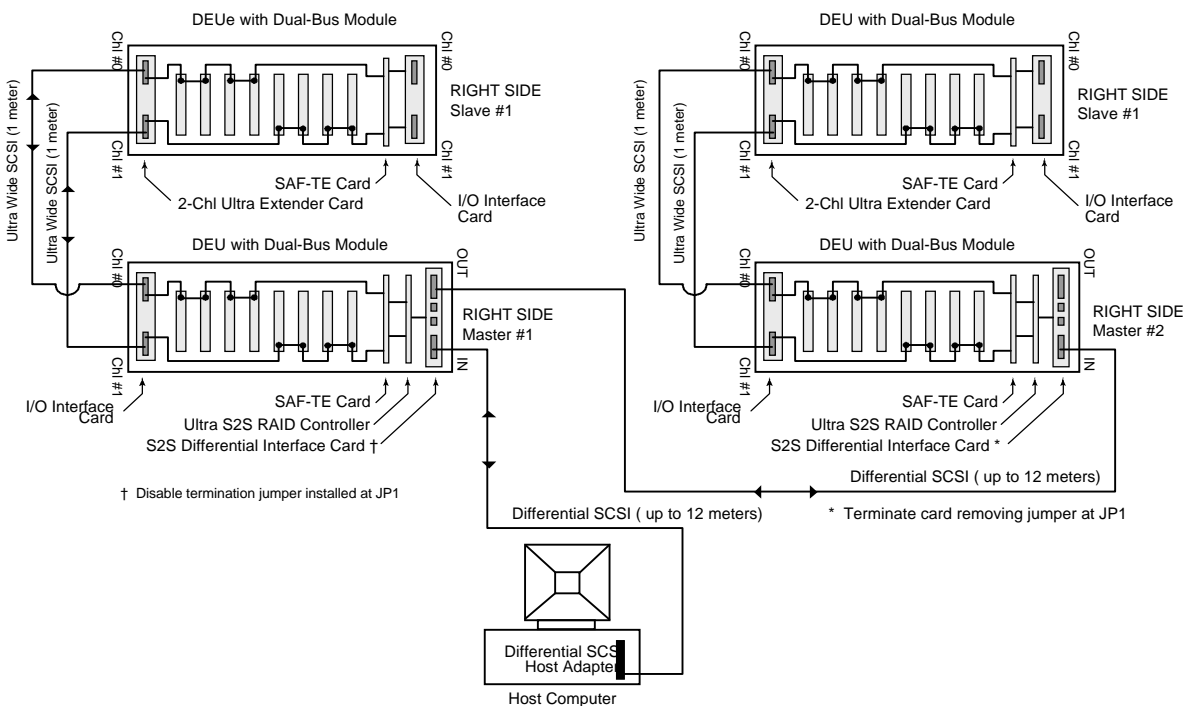 DEUe with Dual-Bus Module
Chl #0
Chl #1
Ultra Wide SCSI (1 meter)
Ultra Wide SCSI (1 meter)
RIGHT SIDE
Slave #1
SAF-TE Card
2-Chl Ultra Extender Card
I/O Interface
Card
Chl #0
Chl #1
DEU with Dual-Bus Module
Chl #0
Chl #1
OUT
IN
RIGHT SIDE
Master #1
I/O Interface
Card
SAF-TE Card
Ultra S2S RAID Controller
S2S Differential Interface Card †
† Disable termination jumper installed at JP1
DEU with Dual-Bus Module
Chl #0
Chl #1
Ultra Wide SCSI (1 meter)
Ultra Wide SCSI (1 meter)
RIGHT SIDE
Slave #1
SAF-TE Card
2-Chl Ultra Extender Card
I/O Interface
Card
Chl #0
Chl #1
DEU with Dual-Bus Module
Chl #0
Chl #1
OUT
IN
RIGHT SIDE
Master #2
I/O Interface
Card
SAF-TE Card
Ultra S2S RAID Controller
S2S Differential Interface Card *
Differential SCSI ( up to 12 meters)
Differential SCSI ( up to 12 meters)
* Terminate card removing jumper at JP1
Differential SCSI
Host Adapter
Host Computer